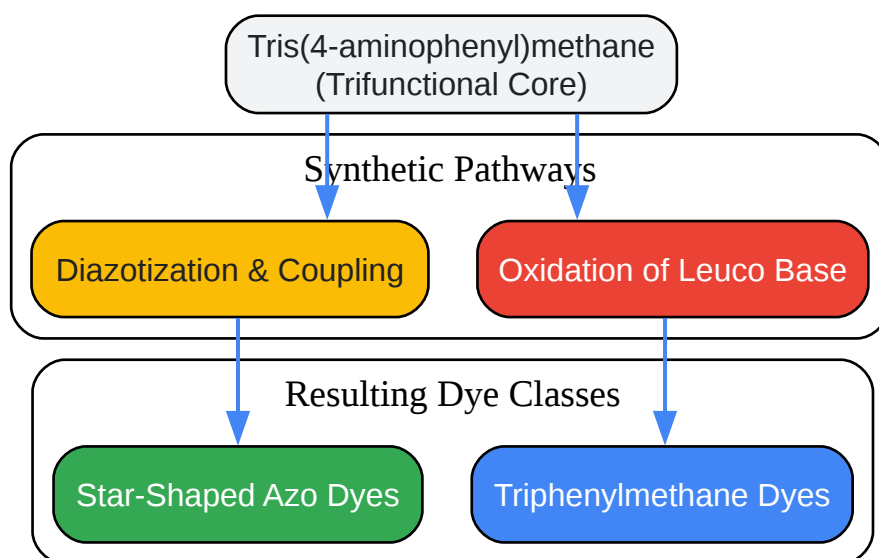 Tris(4-aminophenyl)methane
(Trifunctional Core)
Synthetic Pathways
Diazotization & Coupling
Oxidation of Leuco Base
Resulting Dye Classes
Star-Shaped Azo Dyes
Triphenylmethane Dyes